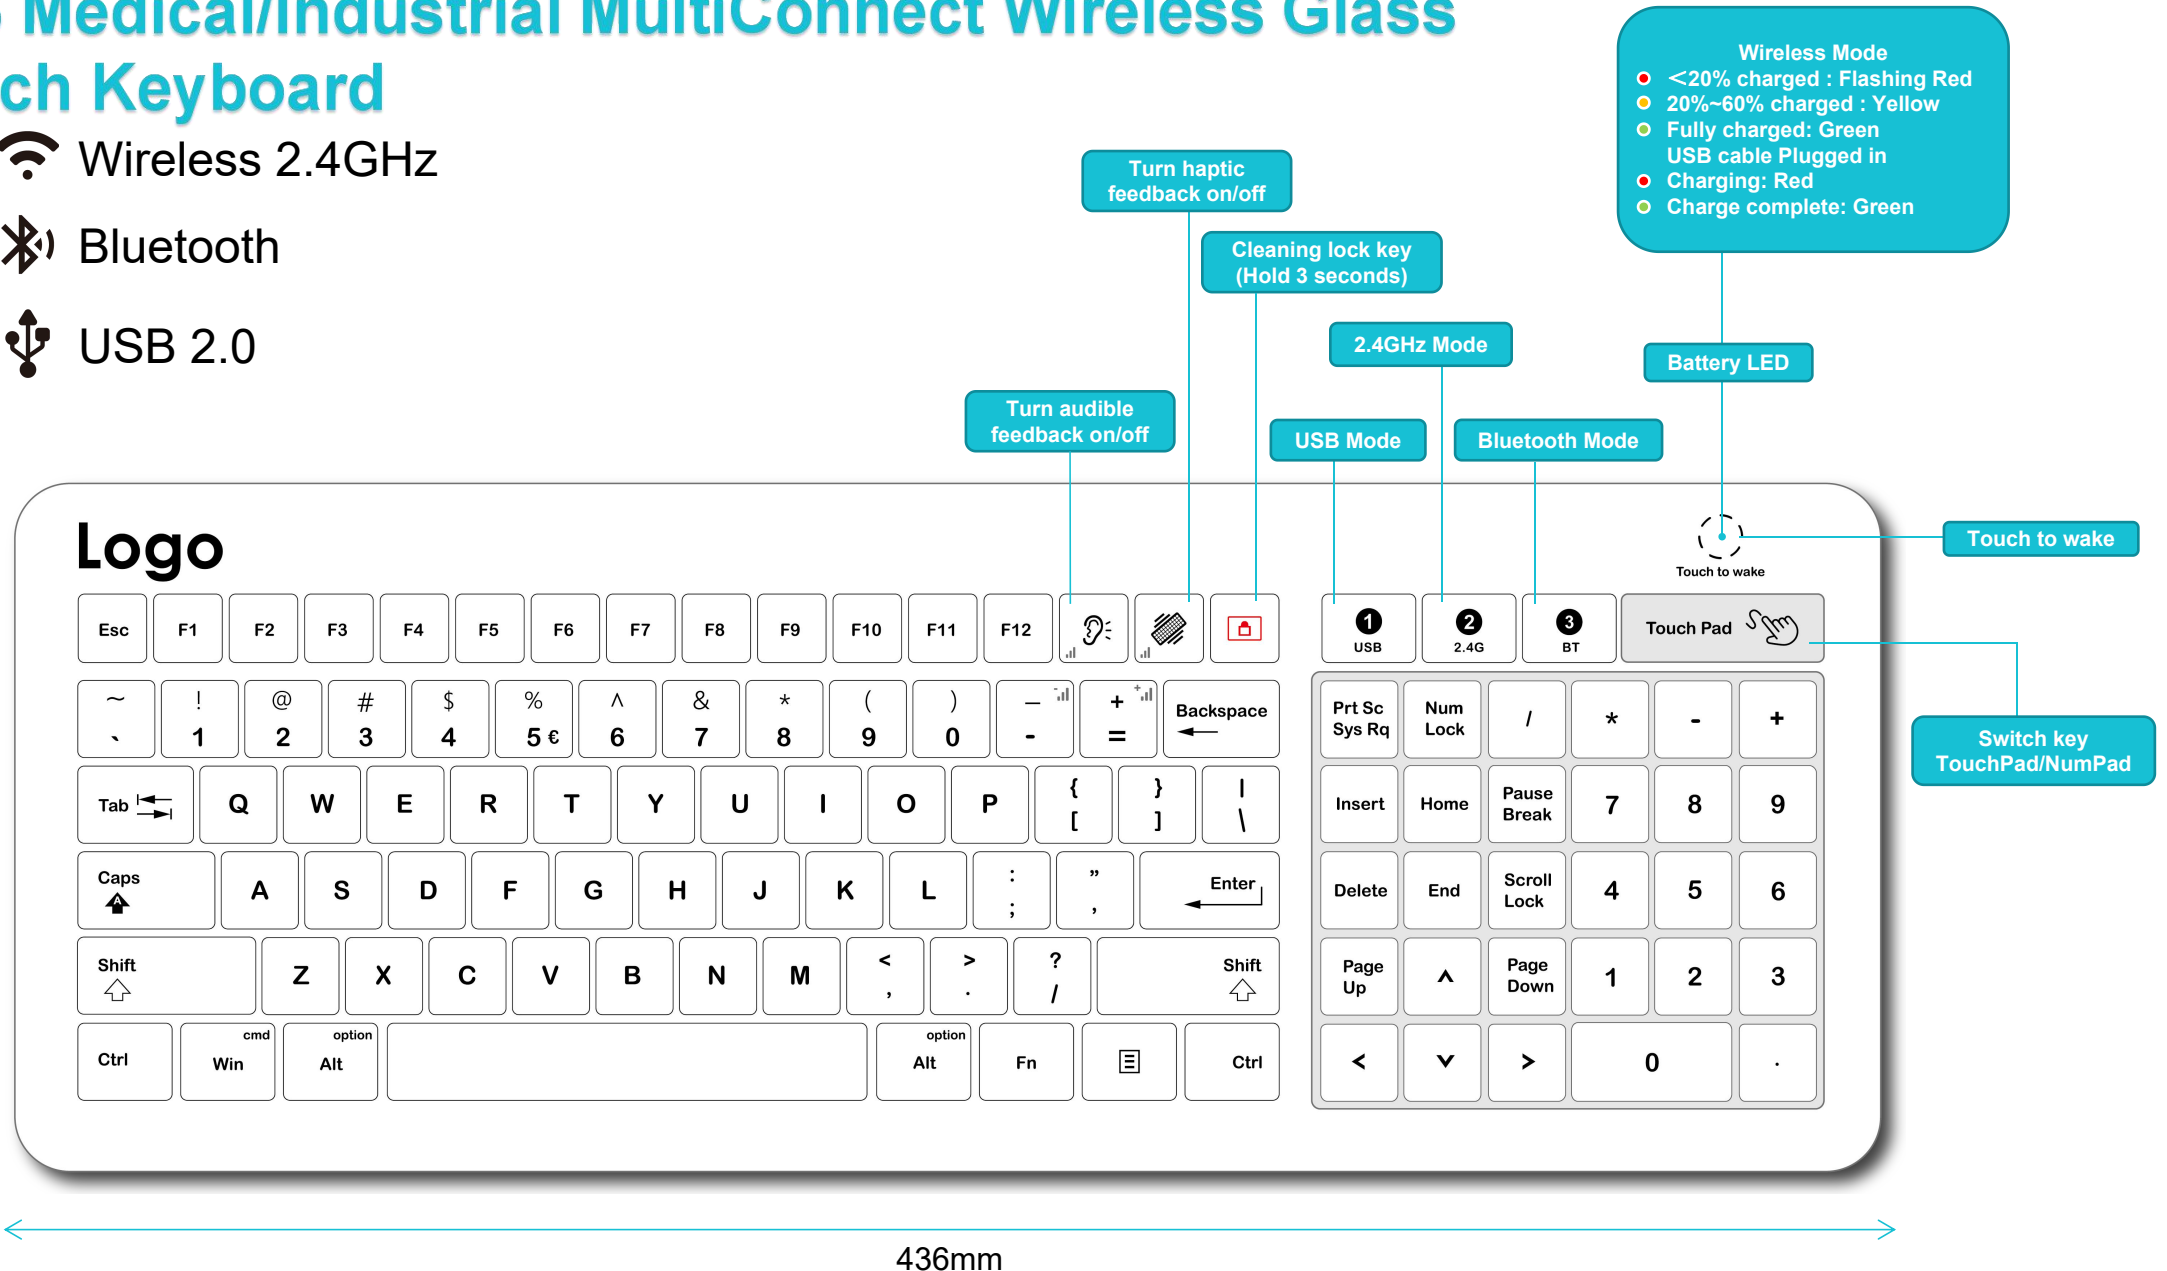 Medical/Industrial MultiConnect Wireless Glass
Keyboard
Wireless 2.4GHz
Bluetooth
USB 2.0
Wireless Mode
<20% charged : Flashing Red
20%~60% charged : Yellow
Fully charged: Green
USB cable Plugged in
Charging: Red
Charge complete: Green
Turn haptic
feedback on/off
Cleaning lock key
(Hold 3 seconds)
2.4GHz Mode
Battery LED
Turn audible
feedback on/off
USB Mode
Bluetooth Mode
Touch to wake
Switch key
TouchPad/NumPad
Logo
Touch to wake
Esc F1 F2 F3 F4 F5 F6 F7 F8 F9 F10 F11 F12
1 2 3
USB 2.4G BT
Touch Pad
~ ! @ # $ % ^ & * ( ) _ - + +
` 1 2 3 4 5 € 6 7 8 9 0 - =
Backspace
Tab Q W E R T Y U I O P { } |
[ ] \
Caps A S D F G H J K L : ”
; ,
Enter
A
Shift Z X C V B N M < > ?
, . /
Shift
cmd option option
Ctrl Win Alt Alt Fn Ctrl
Prt Sc
Sys Rq
Num
Lock
/ * - +
Insert Home
Pause
Break
7 8 9
Delete End
Scroll
Lock
4 5 6
Page
Up
^
Page
Down
1 2 3
< v > 0 .
436mm